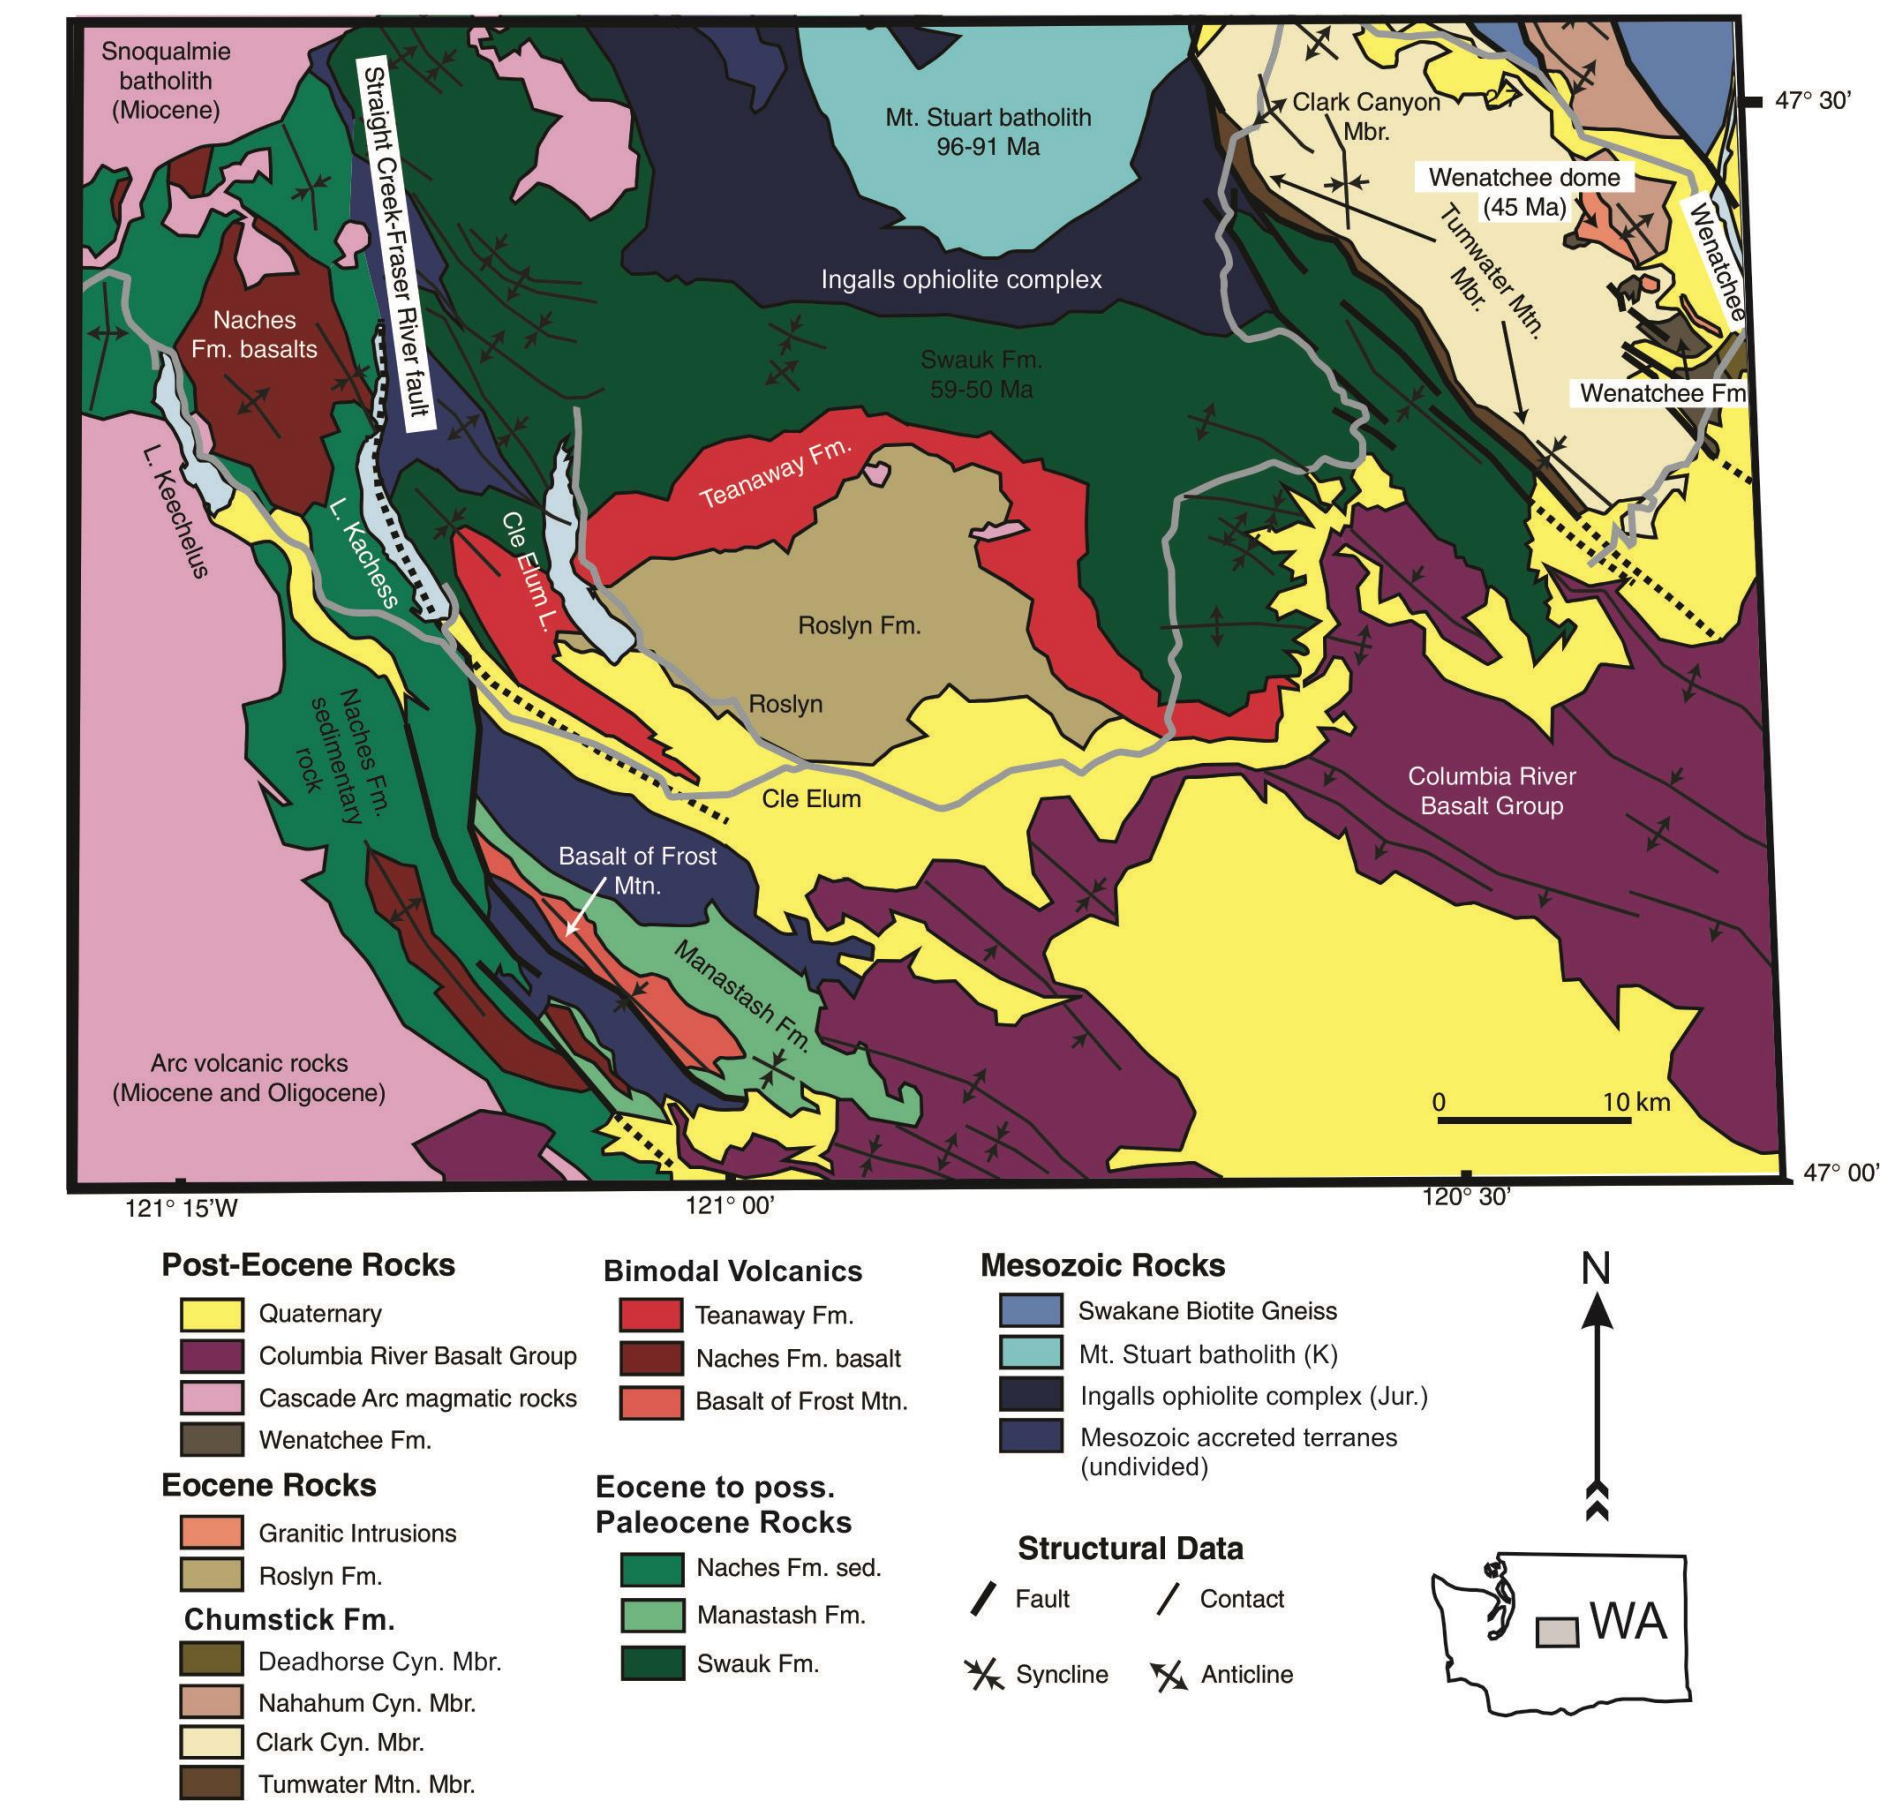 Snoqualmie
batholith
(Miocene)
Straight Creek-Fraser River fault
Mt. Stuart batholith
96-91 Ma
Clark Canyon
Mbr.
47° 30’
Wenatchee dome
(45 Ma)
Wenatchee
Tumwater Mtn.
Mbr.
Ingalls ophiolite complex
Naches
Fm. basalts
Swauk Fm.
59-50 Ma
Wenatchee Fm
Teanaway Fm.
L. Keechelus
L. Kachess
Cle Elum L.
Roslyn Fm.
Roslyn
Naches Fm.
sedimentary
rock
Cle Elum
Columbia River
Basalt Group
Basalt of Frost
Mtn.
Manastash Fm.
Arc volcanic rocks
(Miocene and Oligocene)
0 10 km
47° 00’
121° 15’W
121° 00’
120° 30’
Post-Eocene Rocks
Quaternary
Columbia River Basalt Group
Cascade Arc magmatic rocks
Wenatchee Fm.
Eocene Rocks
Granitic Intrusions
Roslyn Fm.
Chumstick Fm.
Deadhorse Cyn. Mbr.
Nahahum Cyn. Mbr.
Clark Cyn. Mbr.
Tumwater Mtn. Mbr.
Bimodal Volcanics
Teanaway Fm.
Naches Fm. basalt
Basalt of Frost Mtn.
Eocene to poss.
Paleocene Rocks
Naches Fm. sed.
Manastash Fm.
Swauk Fm.
Mesozoic Rocks
Swakane Biotite Gneiss
Mt. Stuart batholith (K)
Ingalls ophiolite complex (Jur.)
Mesozoic accreted terranes
(undivided)
Structural Data
Fault
Contact
Syncline
Anticline
N
WA